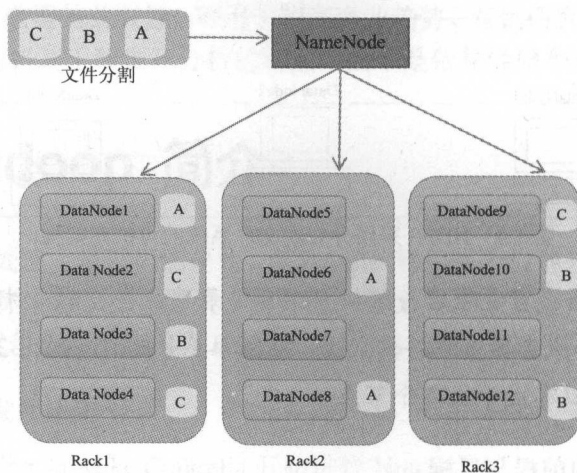 C B A
NameNode
文件分割
DataNode1 A
Data Node2 C
Data Node3 B
Data Node4 C
Rack1
DataNode5
DataNode6 A
DataNode7
DataNode8 A
Rack2
DataNode9 C
DataNode10 B
DataNode11
DataNode12 B
Rack3